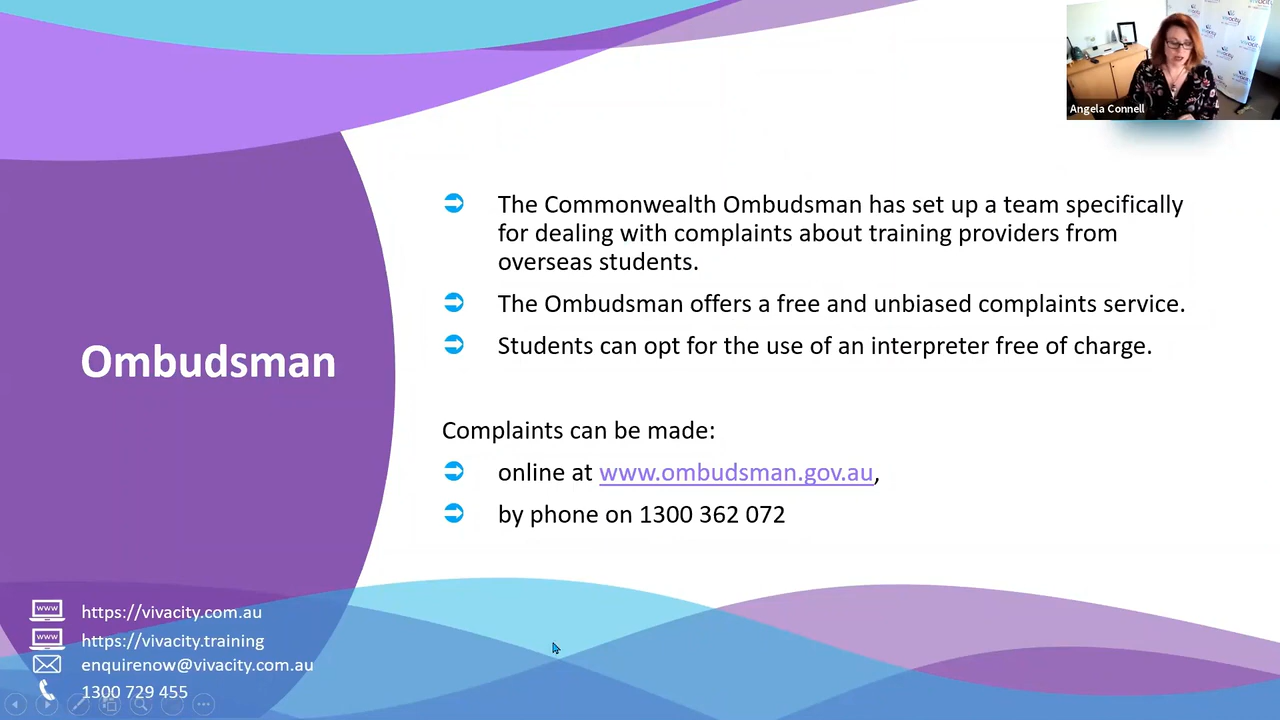 Angela Connell
The Commonwealth Ombudsman has set up a team specifically
for dealing with complaints about training providers from
overseas students.
The Ombudsman offers a free and unbiased complaints service.
Students can opt for the use of an interpreter free of charge.
Ombudsman
Complaints can be made:
online at www.ombudsman.gov.au,
by phone on 1300 362 072
https://vivacity.com.au
https://vivacity.training
enquirenow@vivacity.com.au
1300 729 455